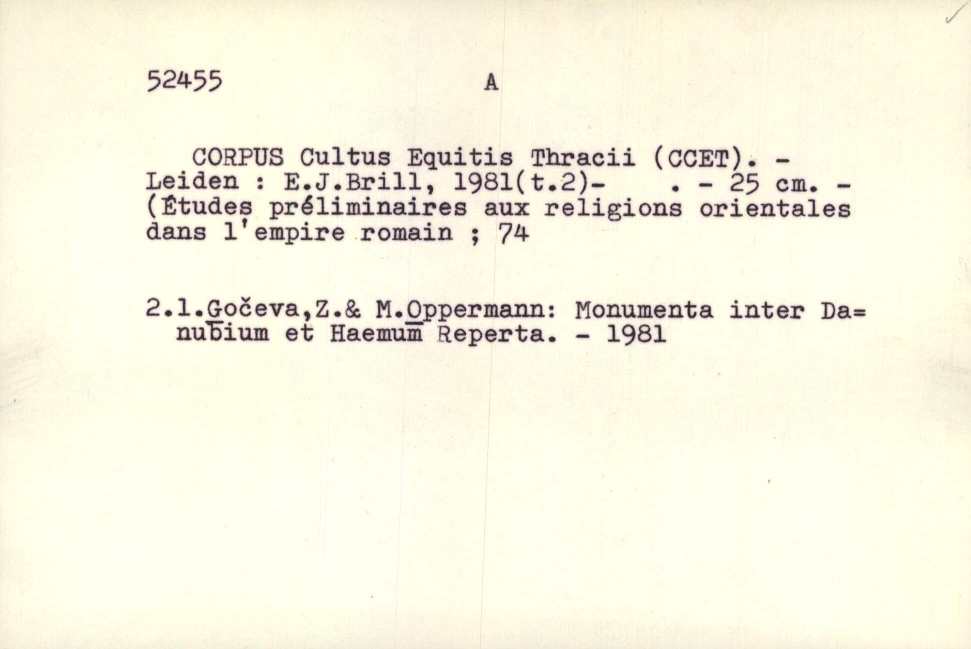 52455 A
CORPUS Cultus Equitis Thracii (CCET). -
Leiden : E.J.Brill, 1981(t.2)- . - 25 cm. -
(Études préliminaires aux religions orientales
dans l'empire romain ; 74
2.1.Gočeva,Z.& M.Oppermann: Monumenta inter Da=
nubium et Haemum Reperta. - 1981